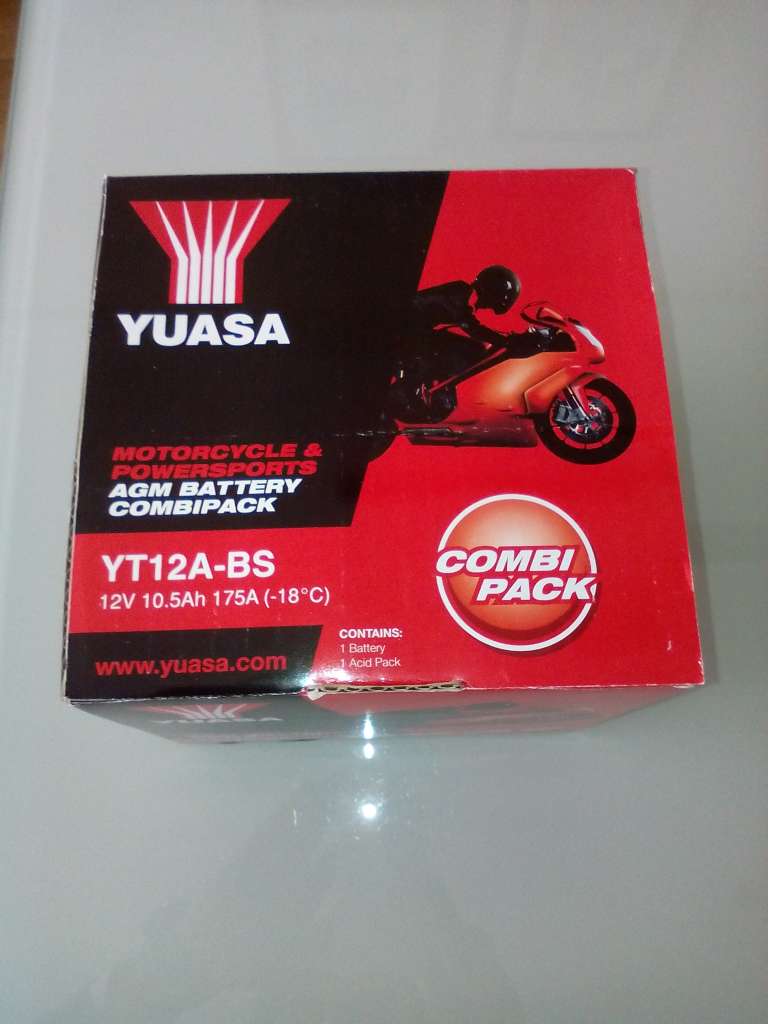 YUASA
MOTORCYCLE &
POWERSPORTS
AGM BATTERY
COMBIPACK
YT12A-BS
12V 10.5Ah 175A (-18°C)
www.yuasa.com
CONTAINS:
1 Battery
1 Acid Pack
COMBI
PACK
YUASA